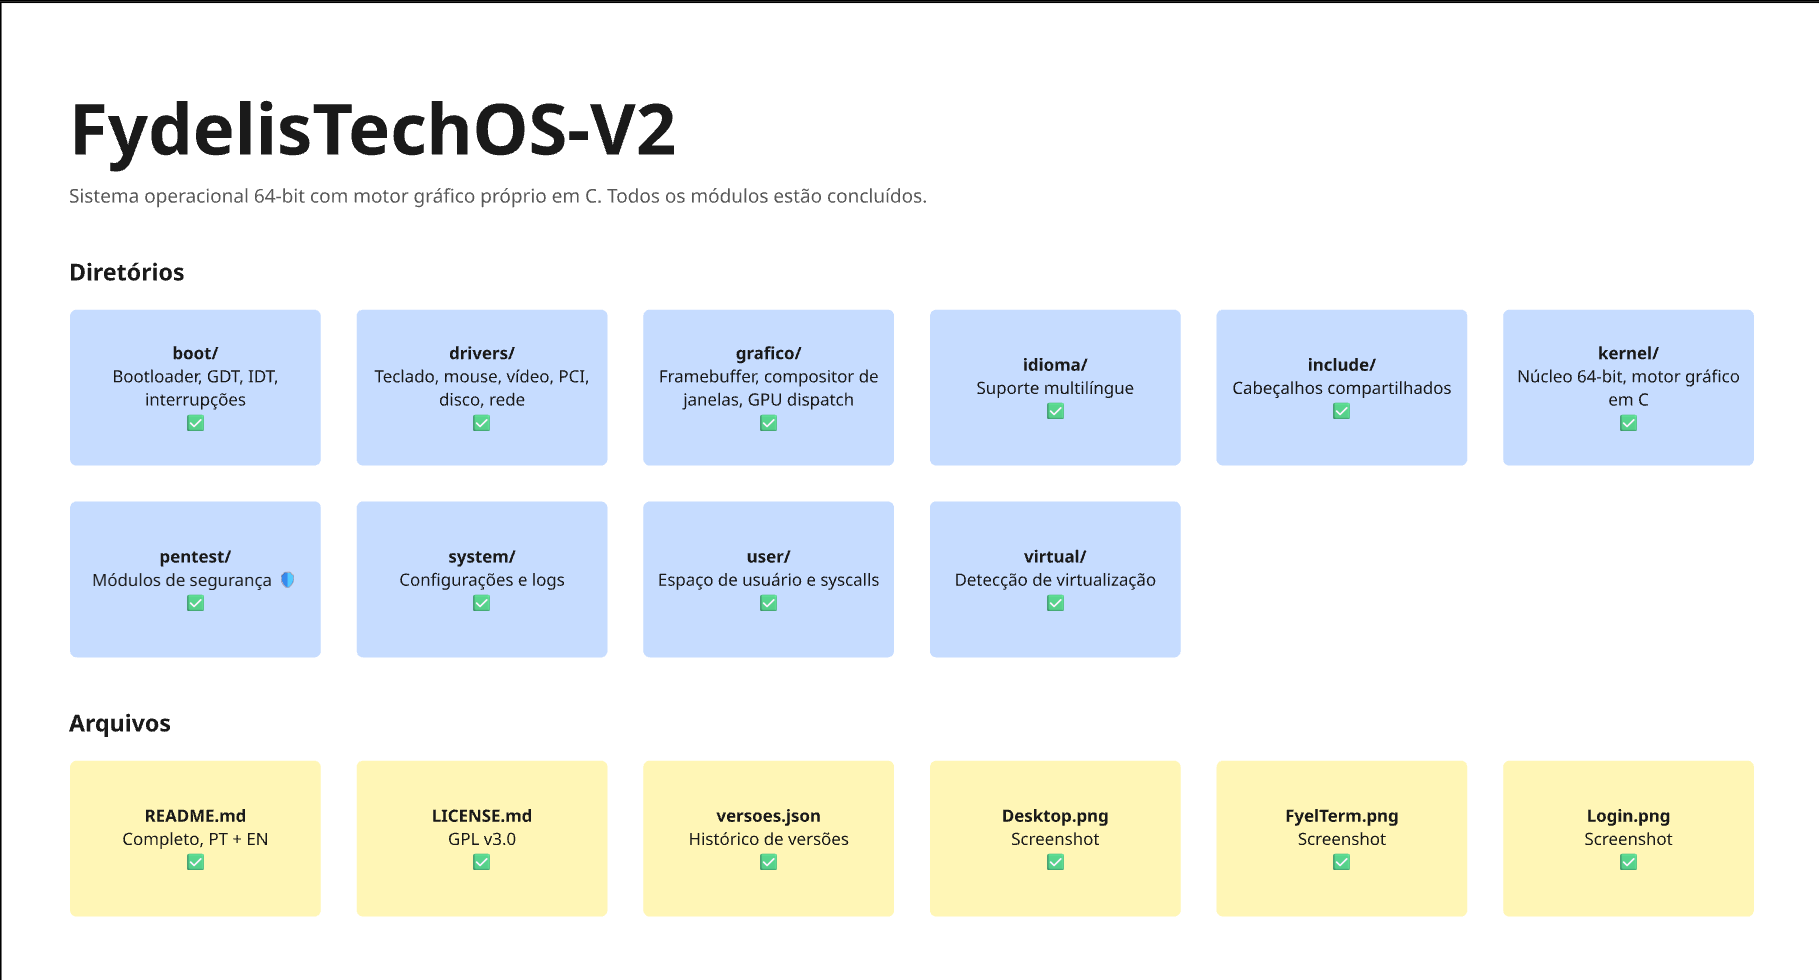 FydelisTechOS-V2
Sistema operacional 64-bit com motor gráfico próprio em C. Todos os módulos estão concluídos.
Diretórios
boot/
Bootloader, GDT, IDT,
interrupções
✅
drivers/
Teclado, mouse, vídeo, PCI,
disco, rede
✅
grafico/
Framebuffer, compositor de
janelas, GPU dispatch
✅
idioma/
Suporte multilíngue
✅
include/
Cabeçalhos compartilhados
✅
kernel/
Núcleo 64-bit, motor gráfico
em C
✅
pentest/
Módulos de segurança 🛡️
✅
system/
Configurações e logs
✅
user/
Espaço de usuário e syscalls
✅
virtual/
Detecção de virtualização
✅
Arquivos
README.md
Completo, PT + EN
✅
LICENSE.md
GPL v3.0
✅
versoes.json
Histórico de versões
✅
Desktop.png
Screenshot
✅
FyelTerm.png
Screenshot
✅
Login.png
Screenshot
✅